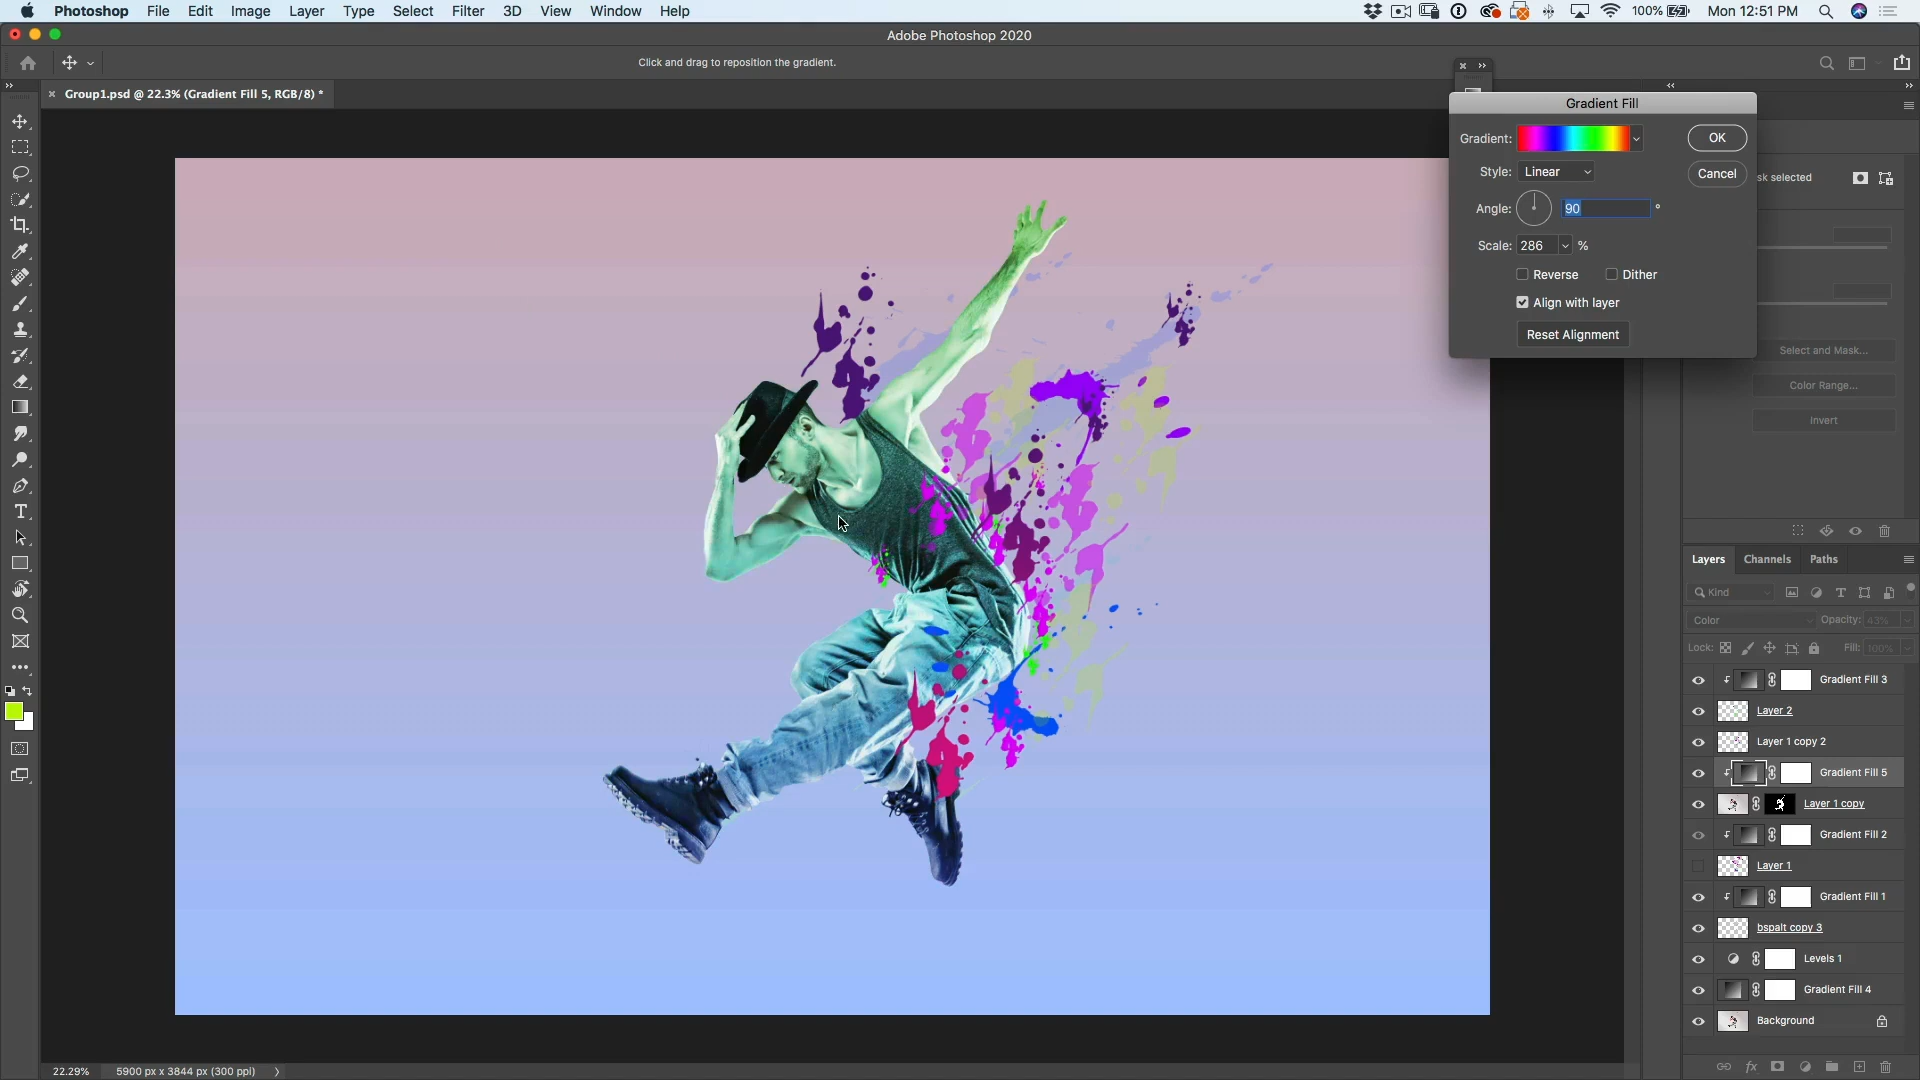 Photoshop File Edit Image Layer Type Select Filter 3D View Window Help 100% Mon 12:51 PM
Adobe Photoshop 2020
Click and drag to reposition the gradient.
Group1.psd @ 22.3% (Gradient Fill 5, RGB/8) *
Gradient Fill
Gradient:
OK
Style: Linear
Cancel
sk selected
Angle: 90 °
Scale: 286 %
Reverse Dither
Align with layer
Reset Alignment
Select and Mask...
Color Range...
Invert
Layers Channels Paths
Kind
Color Opacity: 43%
Lock: Fill: 100%
Gradient Fill 3
Layer 2
Layer 1 copy 2
Gradient Fill 5
Layer 1 copy
Gradient Fill 2
Layer 1
Gradient Fill 1
bspalt copy 3
Levels 1
Gradient Fill 4
Background
22.29% 5900 px x 3844 px (300 ppi)